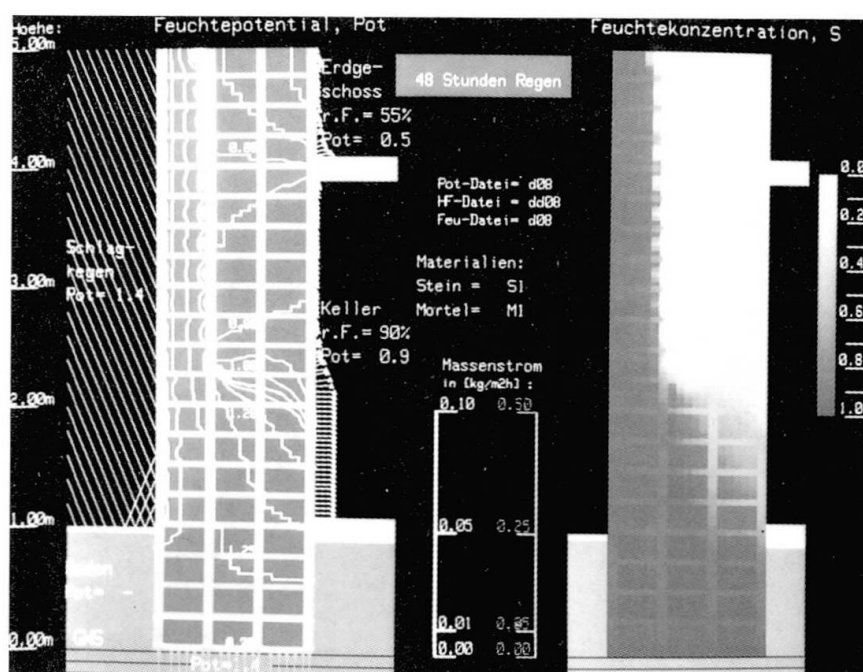 Hoehe:
Feuchtepotential, Pot
Feuchtekonzentration, S
5.00m
4.00m
3.00m
2.00m
1.00m
0.00m
Erdge-
schoss
r.F.= 55%
Pot= 0.5
48 Stunden Regen
Pot-Datei= d08
HF-Datei = dd08
Feu-Datei= d08
Schlag-
regen
Pot= 1.4
Materialien:
Stein = S1
Mortel= M1
Keller
r.F.= 90%
Pot= 0.9
Massenstrom
in [kg/m2h] :
0.10 0.50
0.05 0.25
0.01 0.05
0.00 0.00
Boden
Pot= -
GWS
Pot=1.4
0.0
0.2
0.4
0.6
0.8
1.0